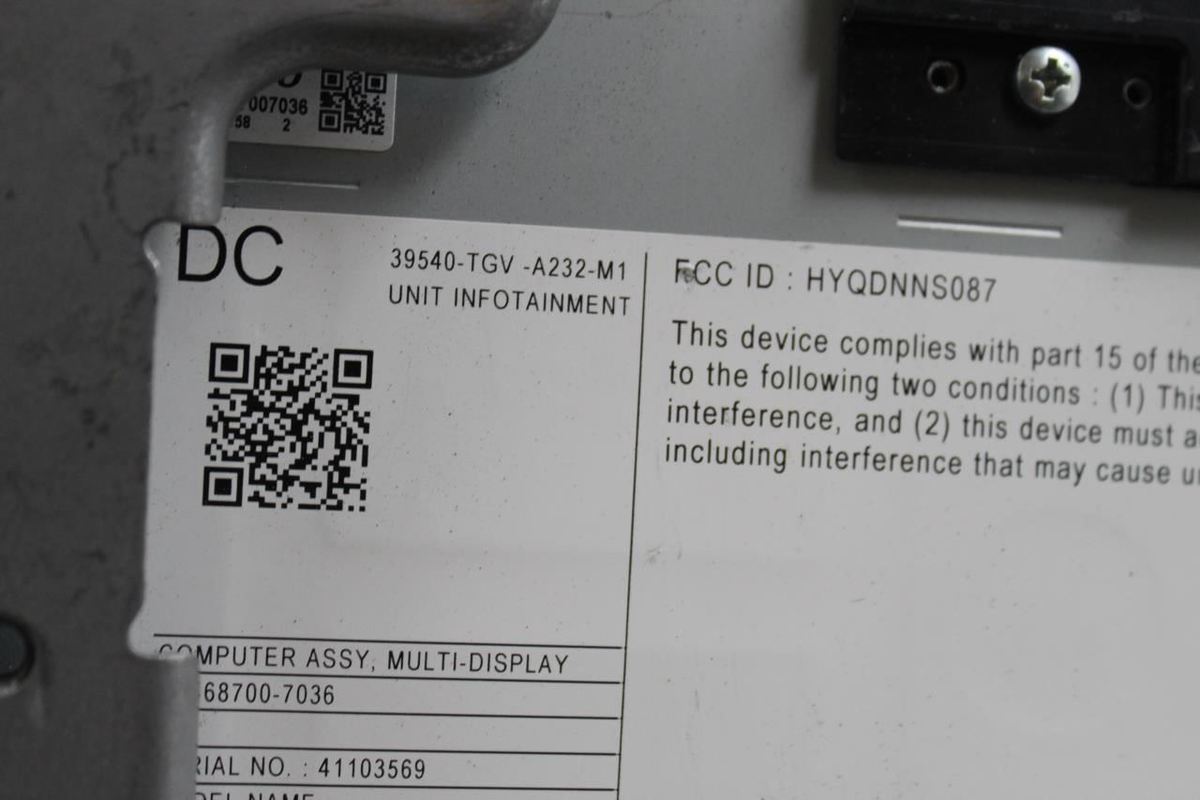 007036
58 2
DC
39540-TGV -A232-M1
UNIT INFOTAINMENT
FCC ID : HYQDNNS087
This device complies with part 15 of the
to the following two conditions : (1) This
interference, and (2) this device must
including interference that may cause
COMPUTER ASSY, MULTI-DISPLAY
68700-7036
RIAL NO. : 41103569